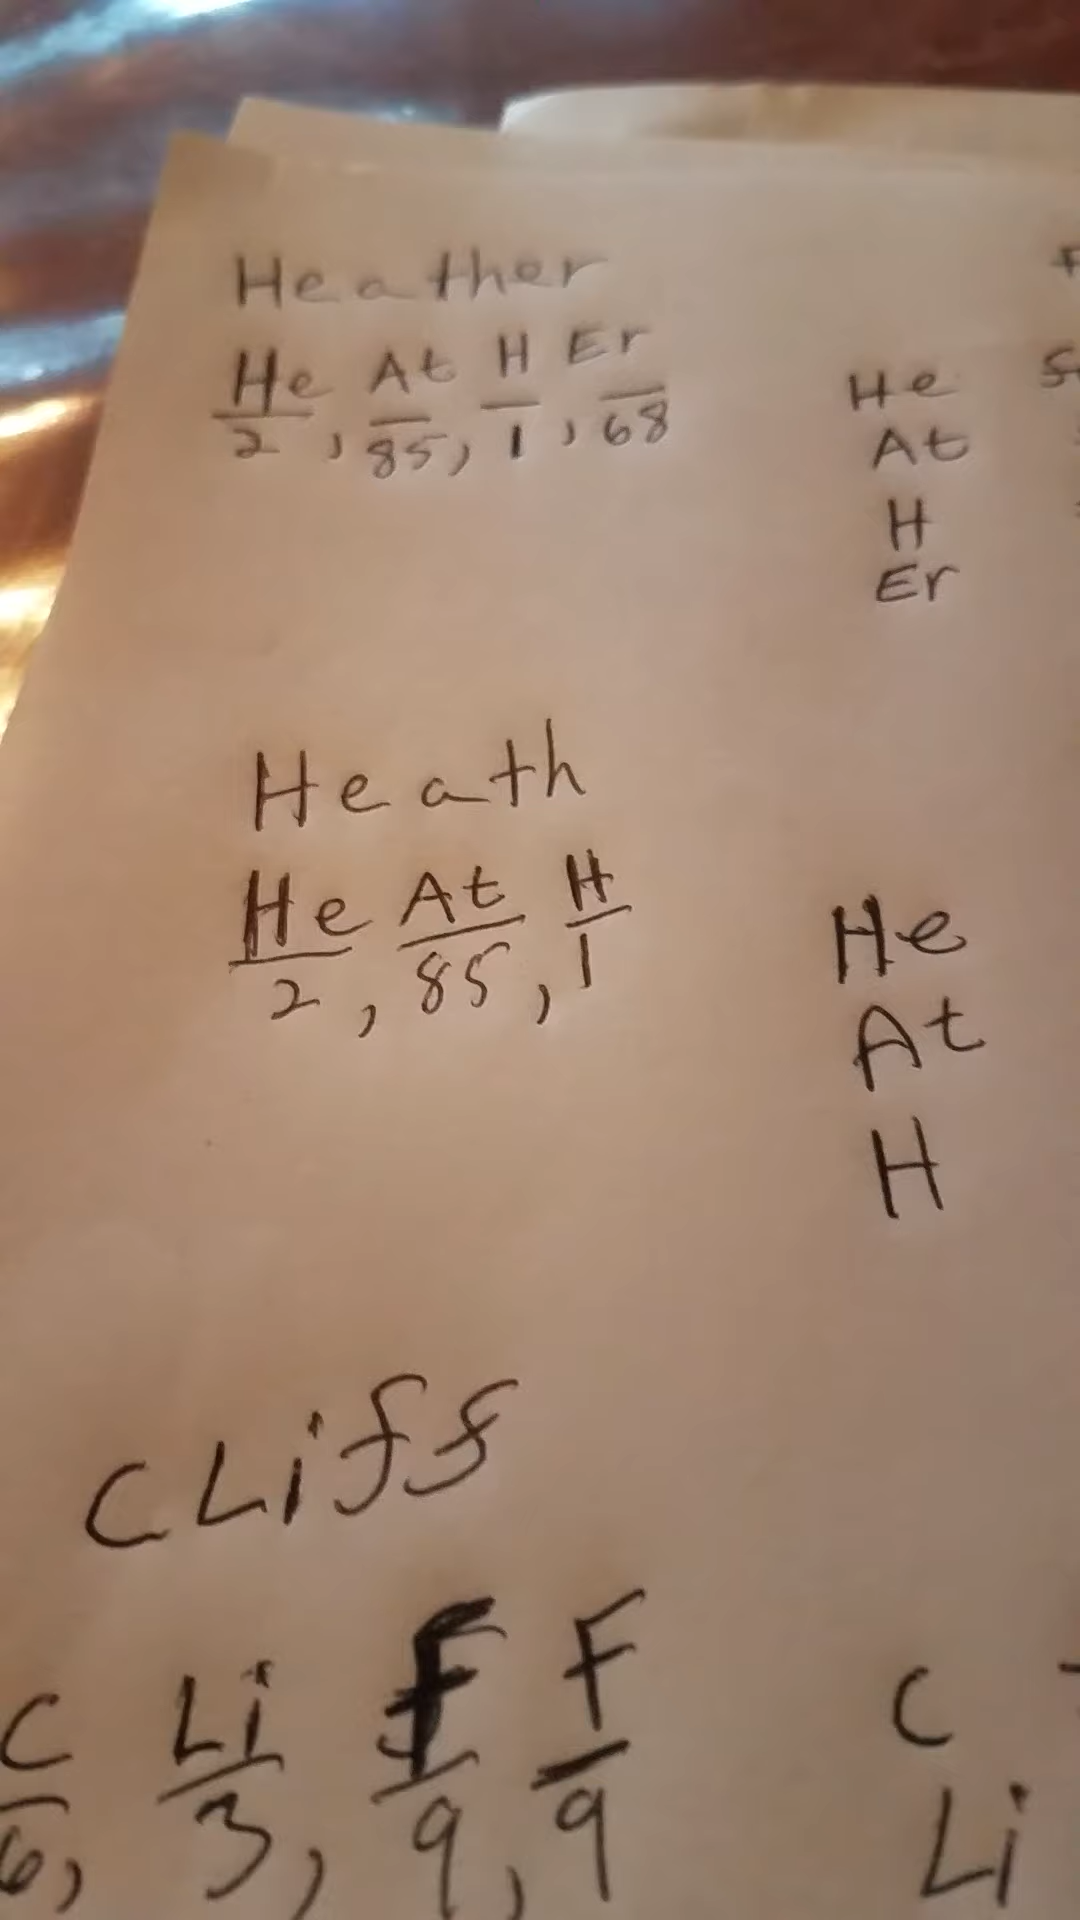 Heather
He At H Er
2, 85, 1, 68
He
At
H
Er
Heath
He At H
2, 85, 1
He
At
H
CLiff
C Li F F
6, 3, 9, 9
C
Li